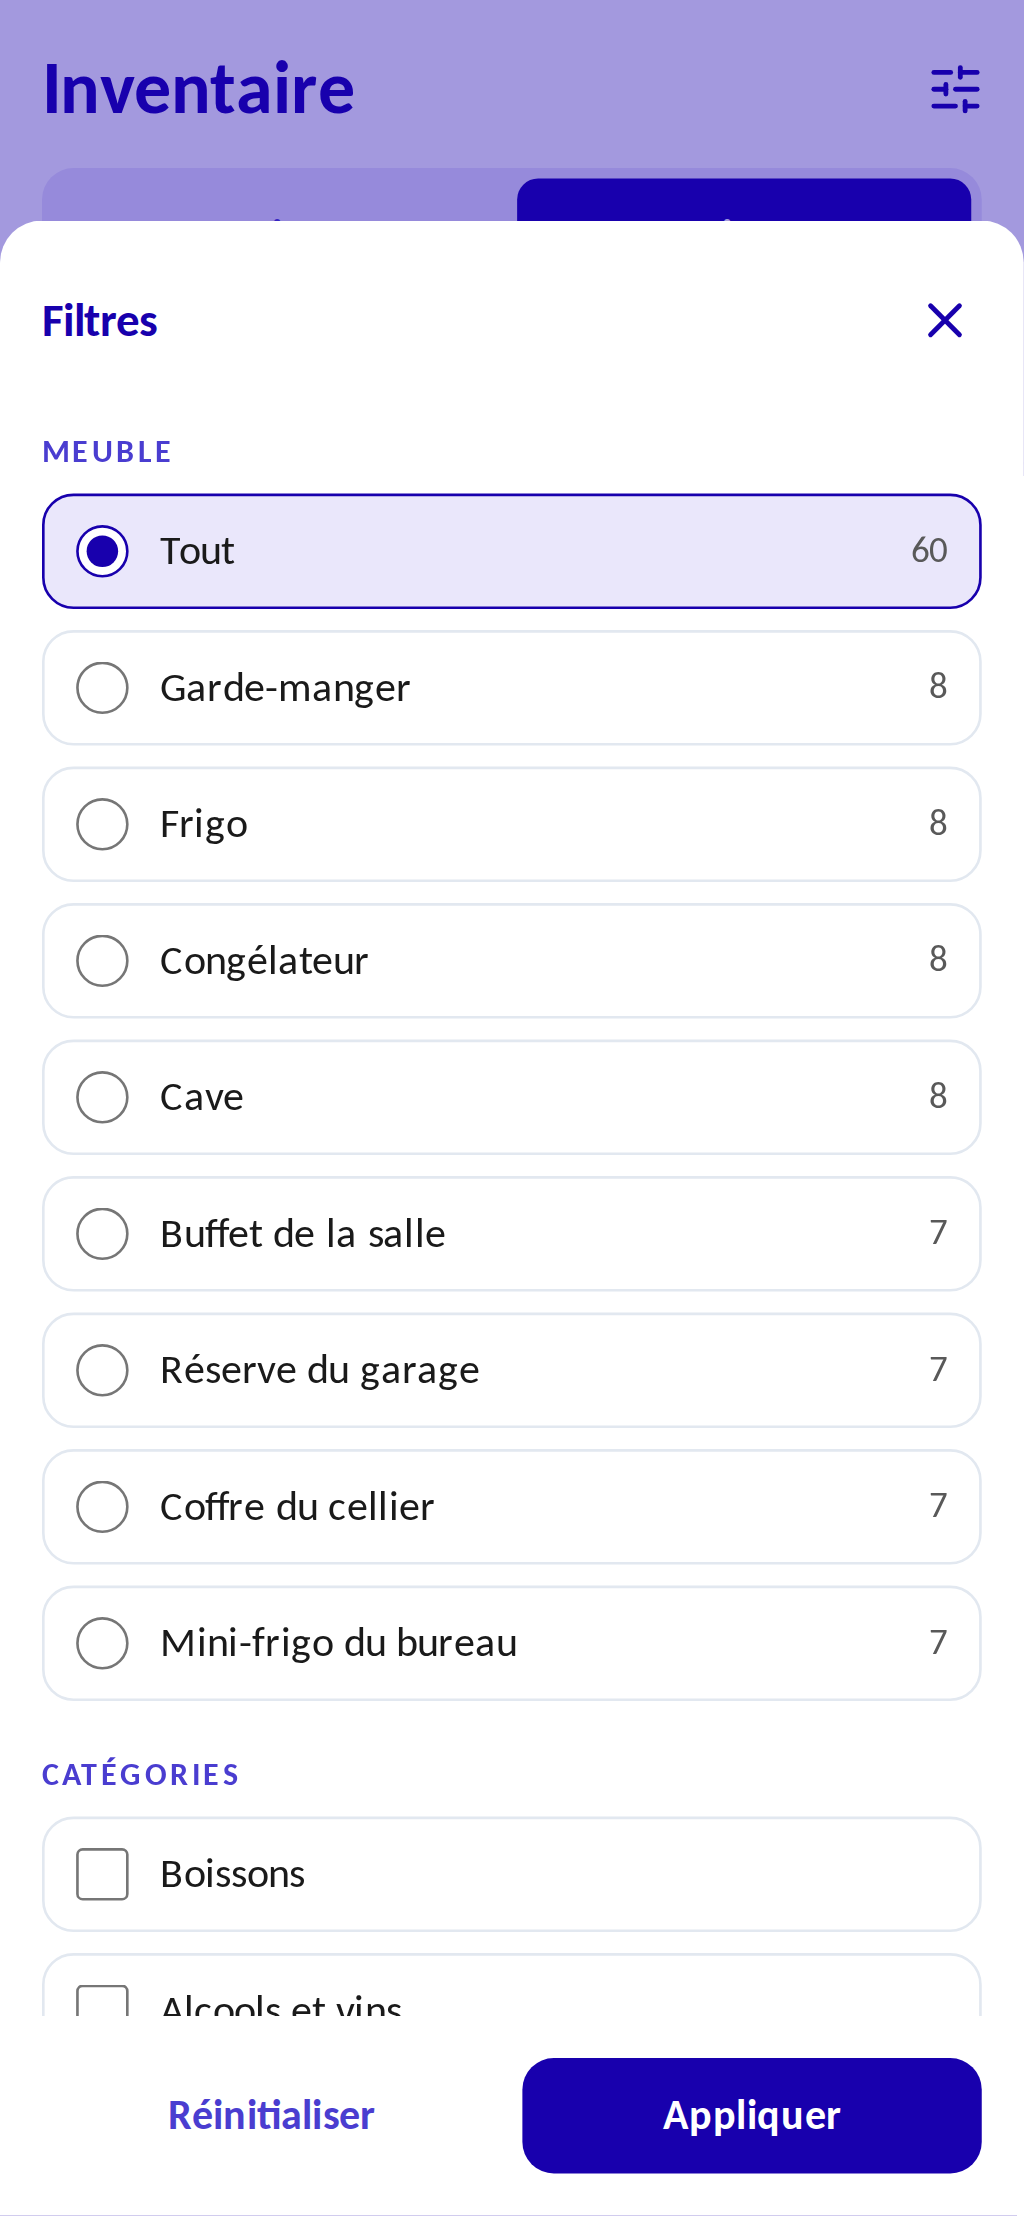 Inventaire
Filtres
MEUBLE
Tout 60
Garde-manger 8
Frigo 8
Congélateur 8
Cave 8
Buffet de la salle 7
Réserve du garage 7
Coffre du cellier 7
Mini-frigo du bureau 7
CATÉGORIES
Boissons
Alcools et vins
Réinitialiser Appliquer